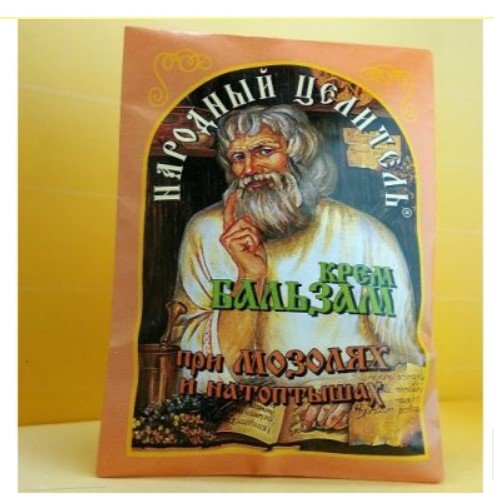 НАРОДНЫЙ ЦЕЛИТЕЛЬ®
КРЕМ
БАЛЬЗАМ
при МОЗОЛЯХ
и НАТОПТЫШАХ